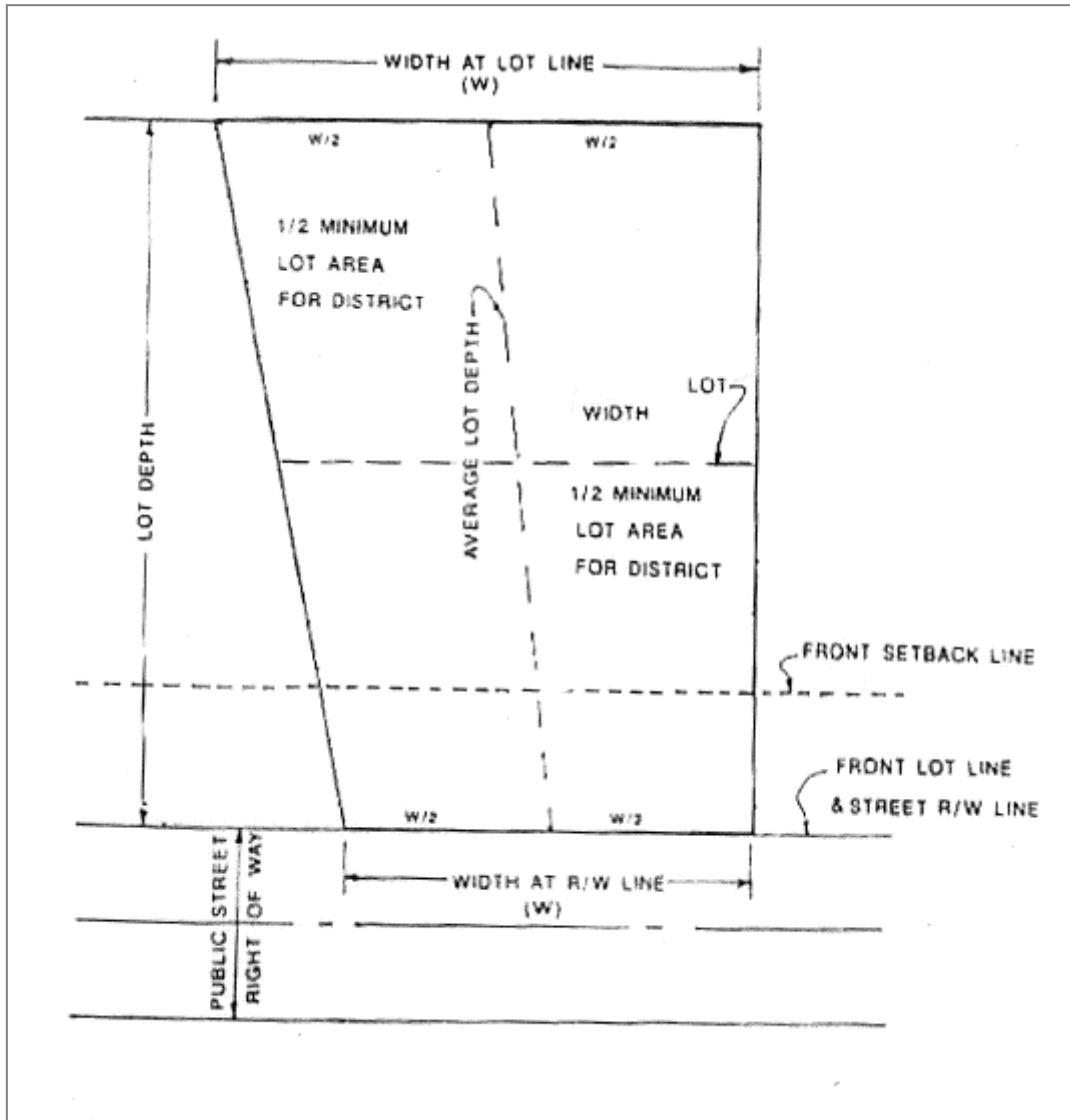 WIDTH AT LOT LINE
(W)
W/2
W/2
1/2 MINIMUM
LOT AREA
FOR DISTRICT
LOT DEPTH
AVERAGE LOT DEPTH
LOT
WIDTH
1/2 MINIMUM
LOT AREA
FOR DISTRICT
FRONT SETBACK LINE
FRONT LOT LINE
& STREET R/W LINE
W/2
W/2
WIDTH AT R/W LINE
(W)
PUBLIC STREET
RIGHT OF WAY